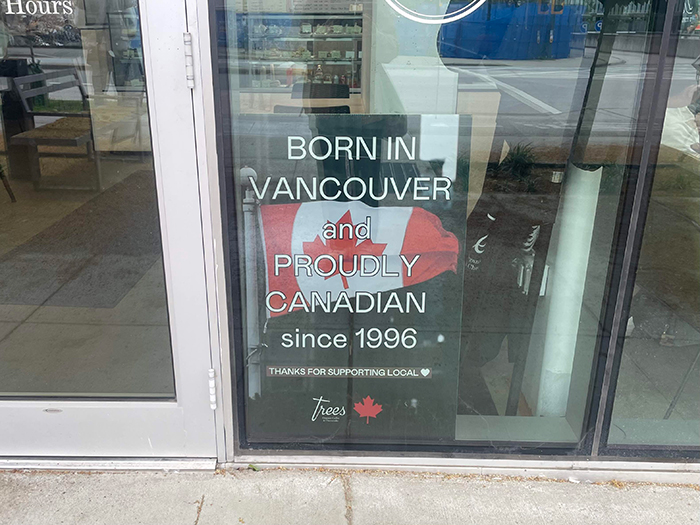 Hours
BORN IN
VANCOUVER
and
PROUDLY
CANADIAN
since 1996
THANKS FOR SUPPORTING LOCAL
trees